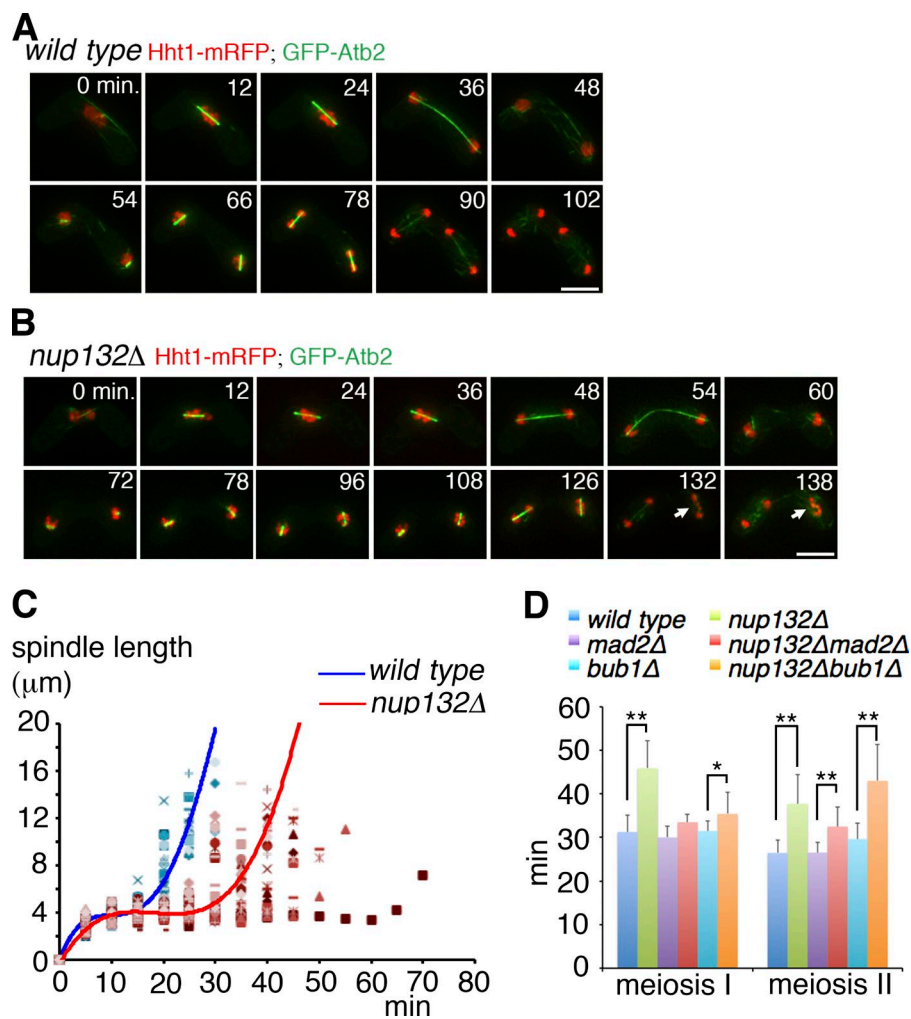 A
wild type Hht1-mRFP; GFP-Atb2
0 min. 12 24 36 48
54 66 78 90 102
B
nup132Δ Hht1-mRFP; GFP-Atb2
0 min. 12 24 36 48 54 60
72 78 96 108 126 132 138
C
spindle length
(μm)
wild type
nup132Δ
20
16
12
8
4
0
0 10 20 30 40 50 60 70 80
min
D
wild type nup132Δ
mad2Δ nup132Δmad2Δ
bub1Δ nup132Δbub1Δ
60
50
40
30
20
10
0
min
** * ** ** **
meiosis I meiosis II